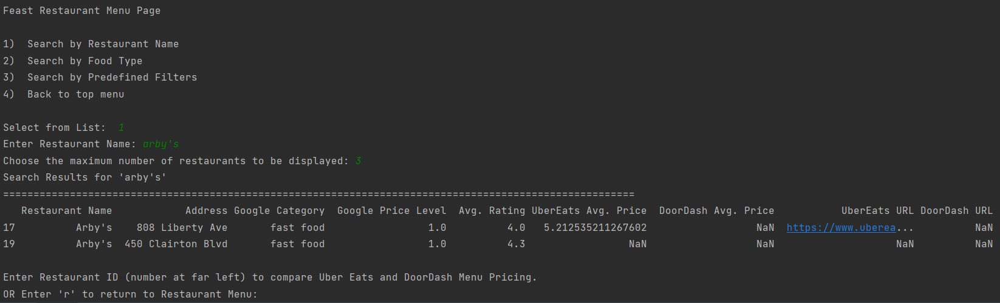 Feast Restaurant Menu Page
1)  Search by Restaurant Name
2)  Search by Food Type
3)  Search by Predefined Filters
4)  Back to top menu
Select from List:  1
Enter Restaurant Name: arby's
Choose the maximum number of restaurants to be displayed: 3
Search Results for 'arby's'
========================================================================================================
   Restaurant Name            Address Google Category  Google Price Level  Avg. Rating UberEats Avg. Price  DoorDash Avg. Price           UberEats URL DoorDash URL
17          Arby's    808 Liberty Ave       fast food                 1.0          4.0   5.212535211267602                  NaN  https://www.uberea...          NaN
19          Arby's  450 Clairton Blvd       fast food                 1.0          4.3                 NaN                  NaN                    NaN          NaN
Enter Restaurant ID (number at far left) to compare Uber Eats and DoorDash Menu Pricing.
OR Enter 'r' to return to Restaurant Menu: